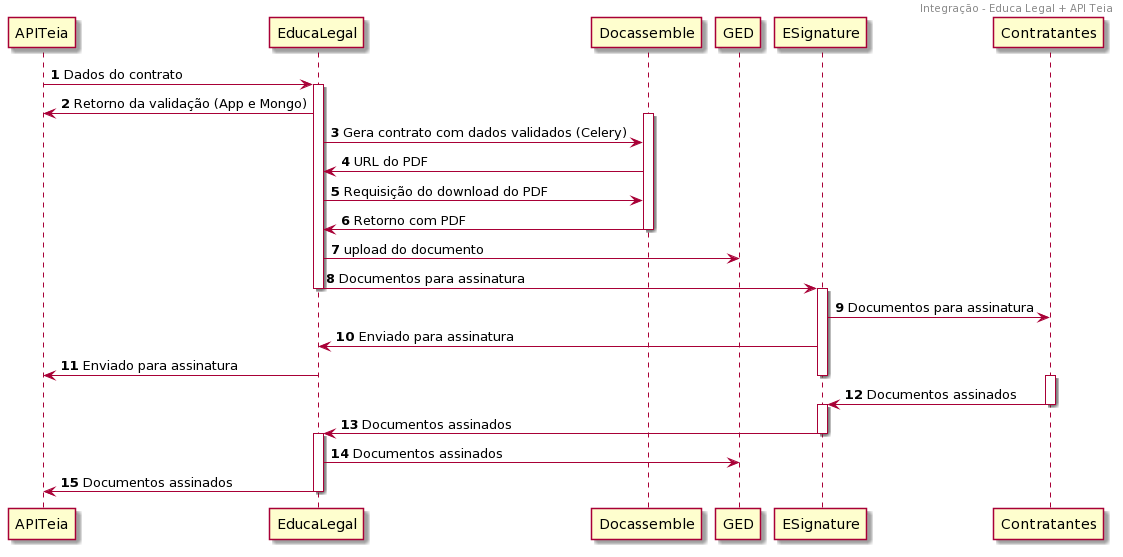 Integração - Educa Legal + API Teia
APITeia EducaLegal Docassemble GED ESignature Contratantes
1 Dados do contrato
2 Retorno da validação (App e Mongo)
3 Gera contrato com dados validados (Celery)
4 URL do PDF
5 Requisição do download do PDF
6 Retorno com PDF
7 upload do documento
8 Documentos para assinatura
9 Documentos para assinatura
10 Enviado para assinatura
11 Enviado para assinatura
12 Documentos assinados
13 Documentos assinados
14 Documentos assinados
15 Documentos assinados
APITeia EducaLegal Docassemble GED ESignature Contratantes